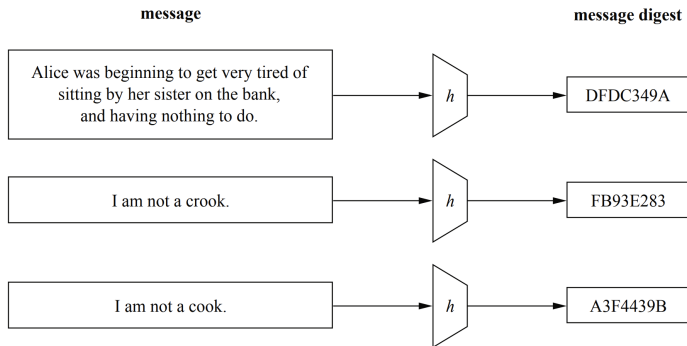 message
message digest
Alice was beginning to get very tired of
sitting by her sister on the bank,
and having nothing to do.
h
DFDC349A
I am not a crook.
h
FB93E283
I am not a cook.
h
A3F4439B